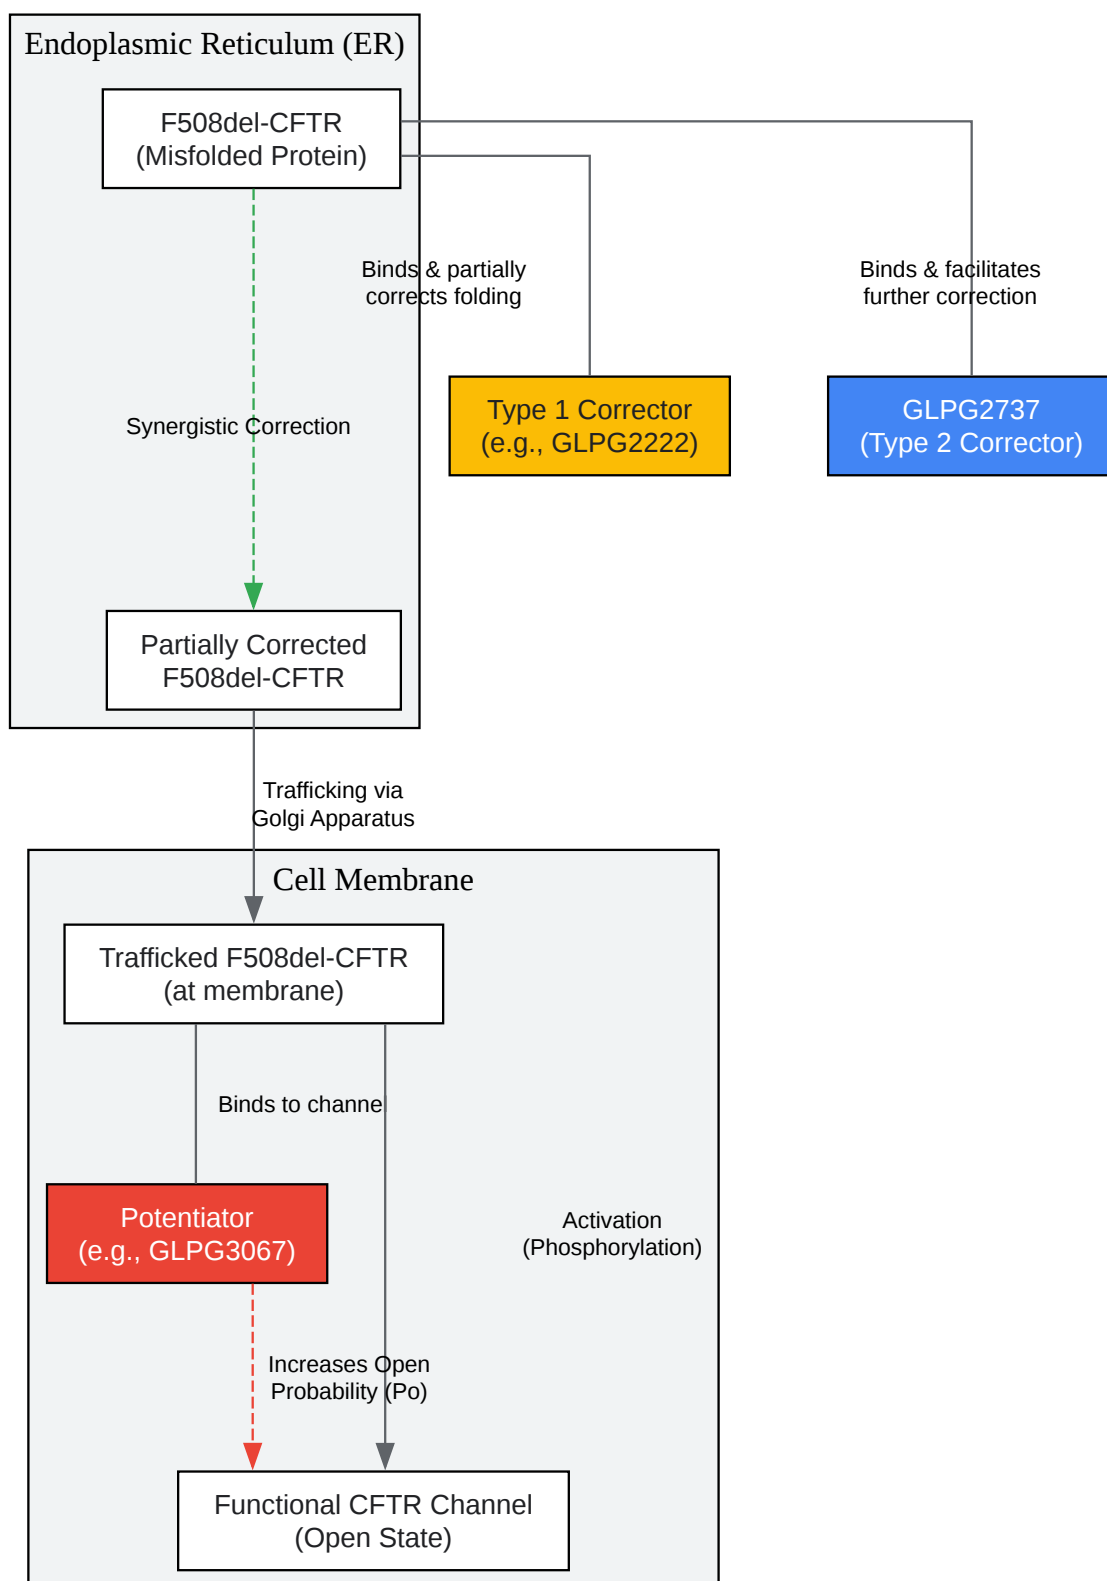 Endoplasmic Reticulum (ER)
F508del-CFTR
(Misfolded Protein)
Binds & partially
corrects folding
Binds & facilitates
further correction
Synergistic Correction
Type 1 Corrector
(e.g., GLPG2222)
GLPG2737
(Type 2 Corrector)
Partially Corrected
F508del-CFTR
Trafficking via
Golgi Apparatus
Cell Membrane
Trafficked F508del-CFTR
(at membrane)
Binds to channel
Potentiator
(e.g., GLPG3067)
Activation
(Phosphorylation)
Increases Open
Probability (Po)
Functional CFTR Channel
(Open State)